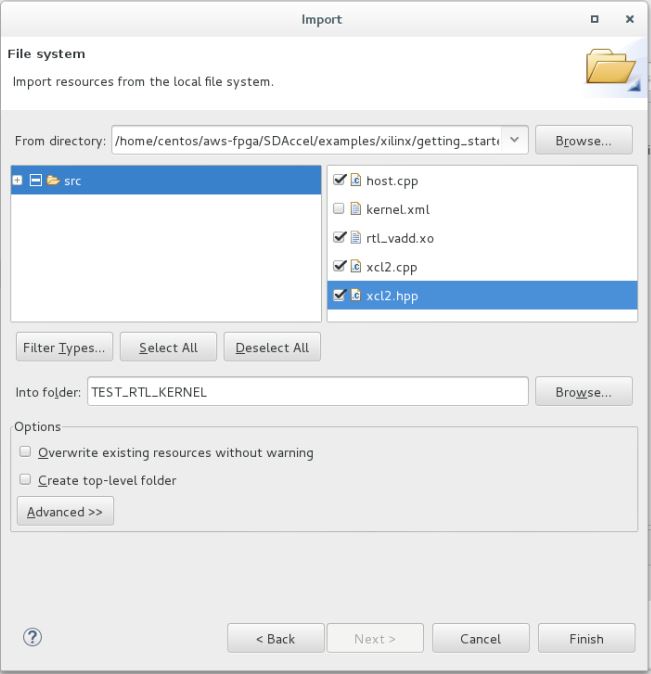 Import
File system
Import resources from the local file system.
From directory: /home/centos/aws-fpga/SDAccel/examples/xilinx/getting_starte Browse...
src
host.cpp
kernel.xml
rtl_vadd.xo
xcl2.cpp
xcl2.hpp
Filter Types... Select All Deselect All
Into folder: TEST_RTL_KERNEL Browse...
Options
Overwrite existing resources without warning
Create top-level folder
Advanced >>
? < Back Next > Cancel Finish